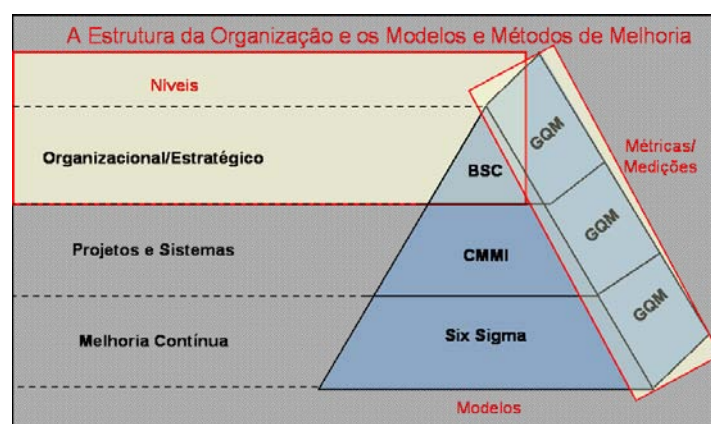 A Estrutura da Organização e os Modelos e Métodos de Melhoria
Níveis
Organizacional/Estratégico
BSC
GQM
Métricas/
Medições
Projetos e Sistemas
CMMI
GQM
Melhoria Contínua
Six Sigma
GQM
Modelos